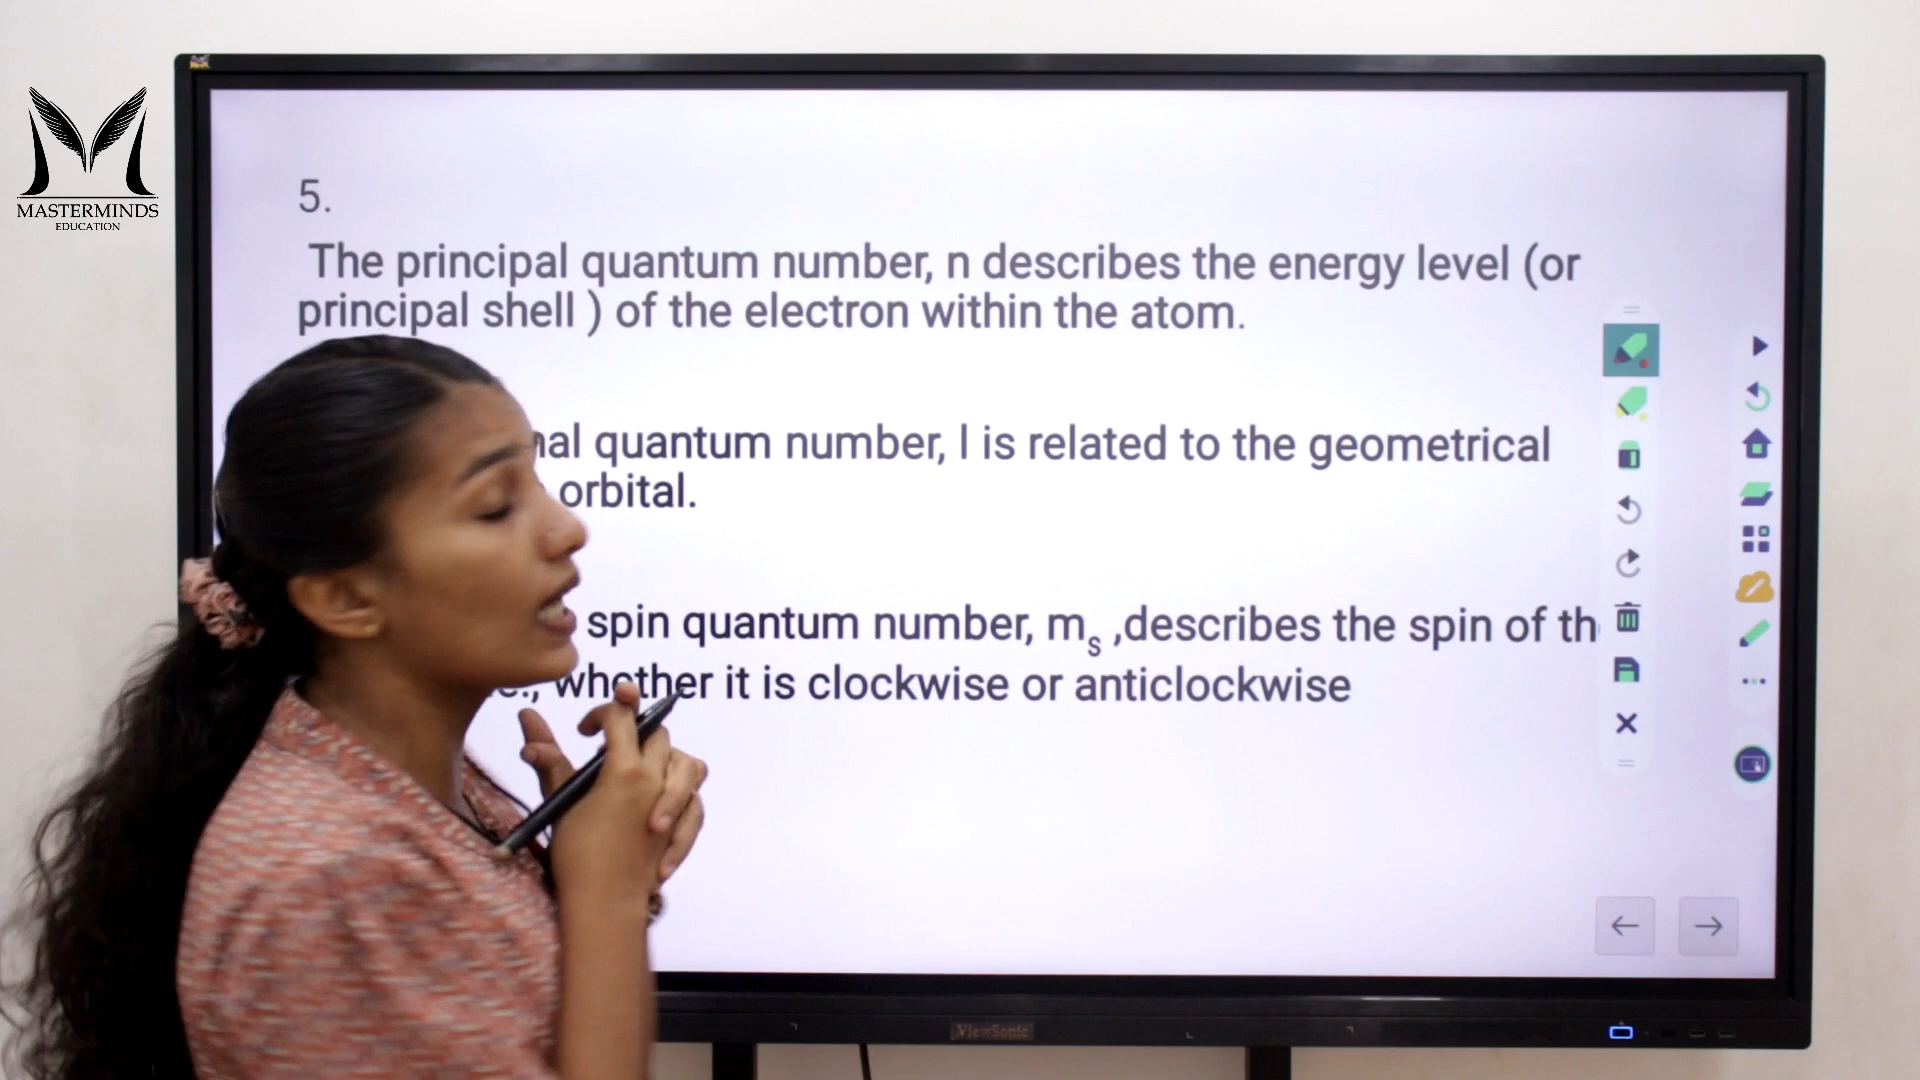 MASTERMINDS
EDUCATION
5.
The principal quantum number, n describes the energy level (or
principal shell ) of the electron within the atom.
quantum number, l is related to the geometrical
orbital.
spin quantum number, mₛ ,describes the spin of
whether it is clockwise or anticlockwise
ViewSonic